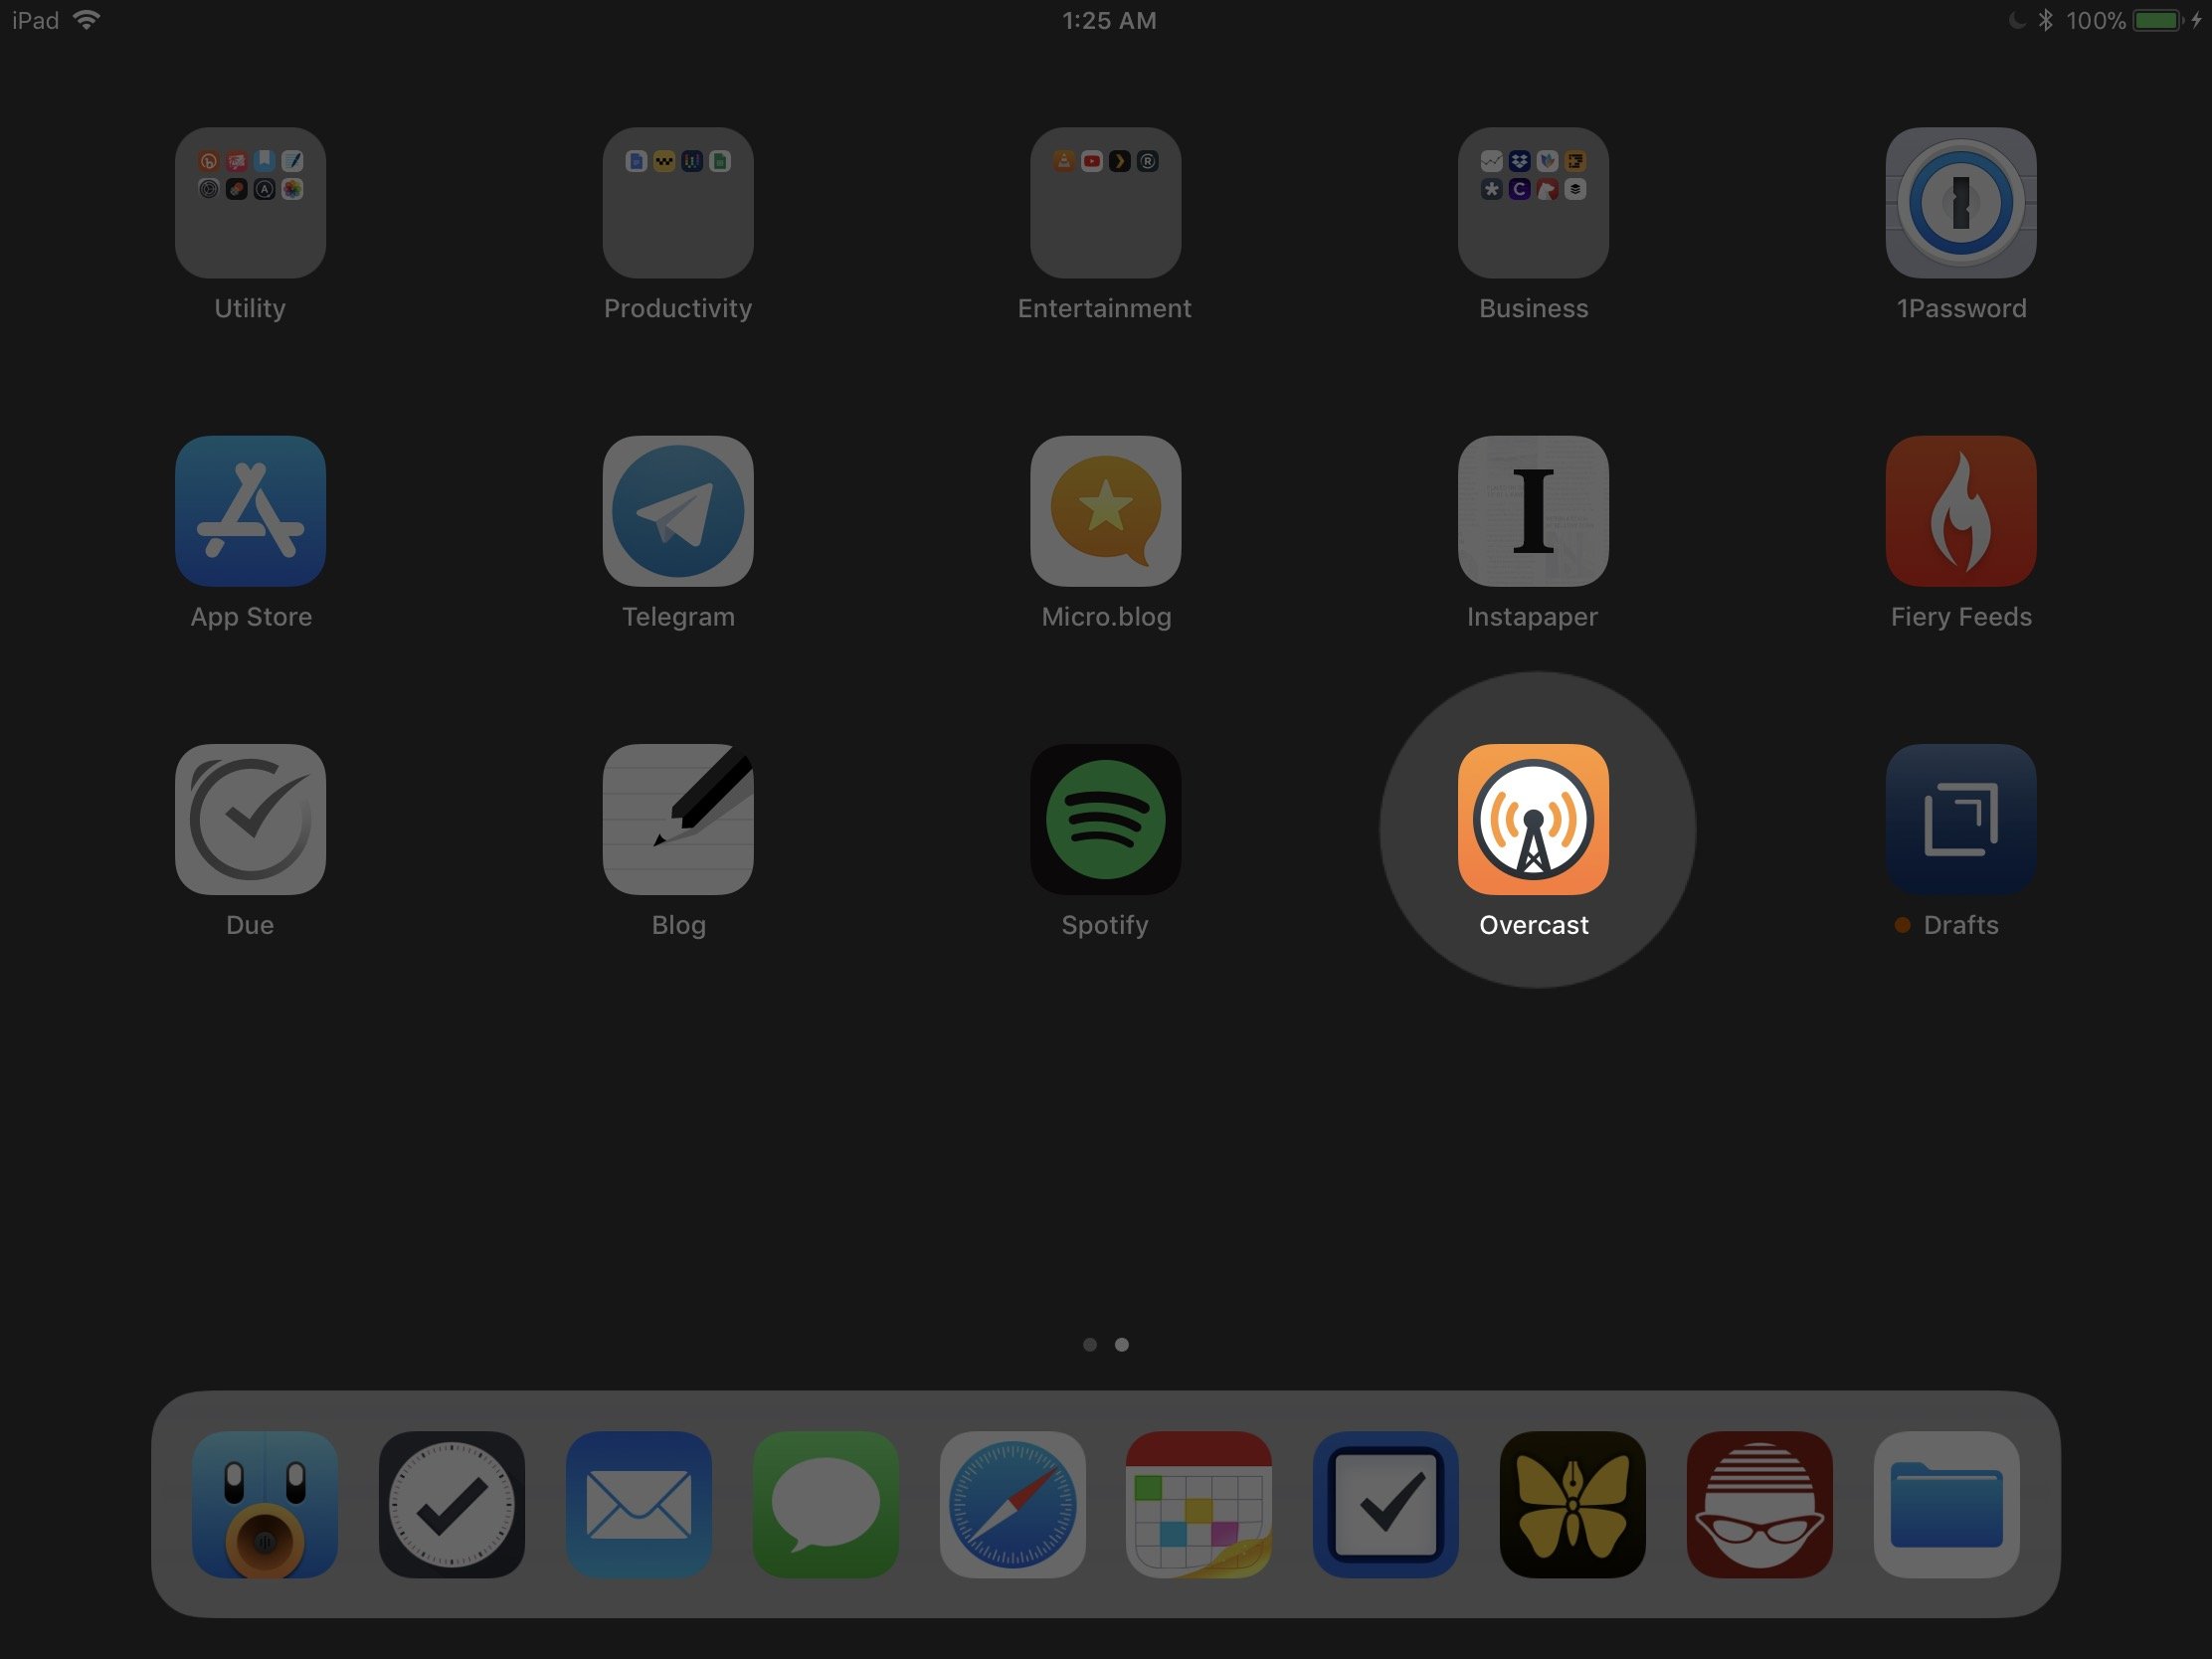 iPad 1:25 AM 100%
Utility Productivity Entertainment Business 1Password
App Store Telegram Micro.blog Instapaper Fiery Feeds
Due Blog Spotify Overcast Drafts